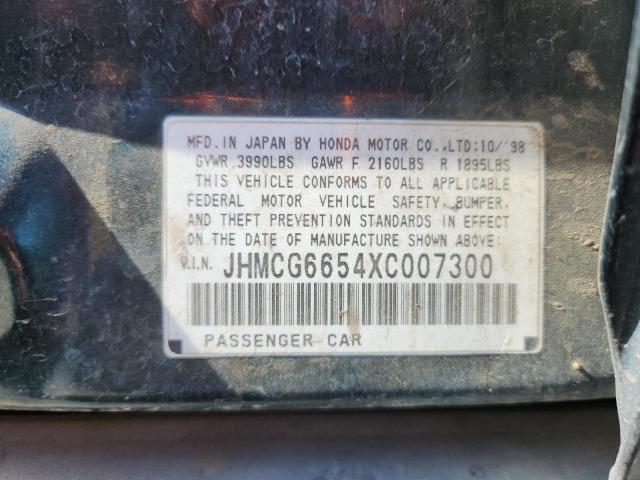 MFD.IN JAPAN BY HONDA MOTOR CO.,LTD:10/'98
GVWR 3990LBS GAWR F 2160LBS R 1895LBS
THIS VEHICLE CONFORMS TO ALL APPLICABLE
FEDERAL MOTOR VEHICLE SAFETY, BUMPER,
AND THEFT PREVENTION STANDARDS IN EFFECT
ON THE DATE OF MANUFACTURE SHOWN ABOVE:
V.I.N. JHMCG6654XC007300
PASSENGER CAR